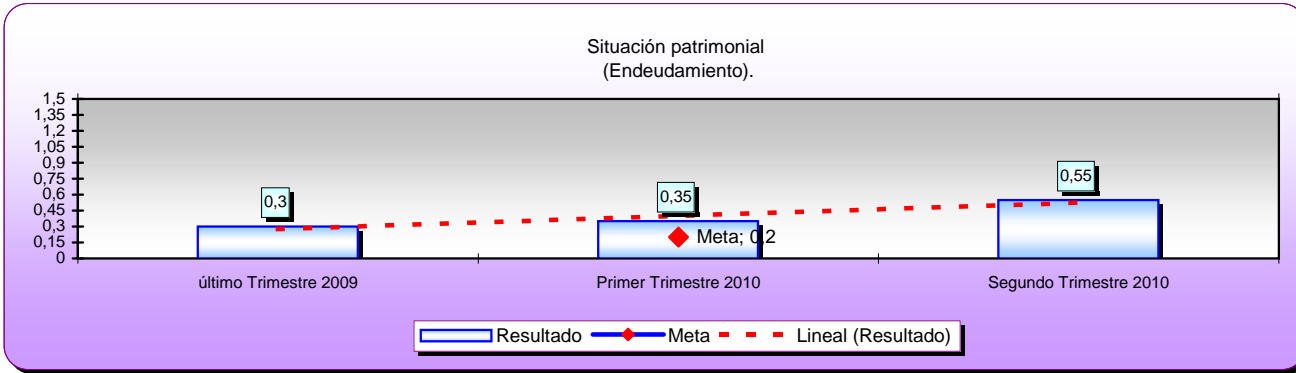 Situación patrimonial
(Endeudamiento).
1,5
1,35
1,2
1,05
0,9
0,75
0,6
0,45
0,3
0,15
0
0,3
0,35
0,55
Meta; 0,2
último Trimestre 2009
Primer Trimestre 2010
Segundo Trimestre 2010
Resultado
Meta
Lineal (Resultado)